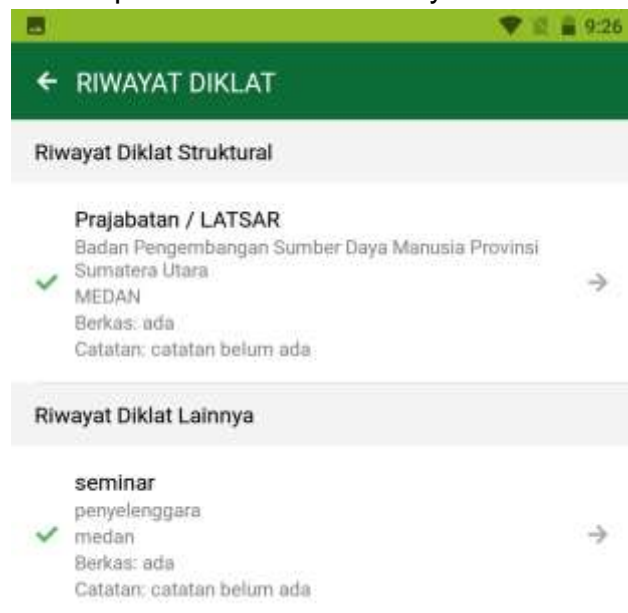 9:26
RIWAYAT DIKLAT
Riwayat Diklat Struktural
Prajabatan / LATSAR
Badan Pengembangan Sumber Daya Manusia Provinsi
Sumatera Utara
MEDAN
Berkas: ada
Catatan: catatan belum ada
Riwayat Diklat Lainnya
seminar
penyelenggara
medan
Berkas: ada
Catatan: catatan belum ada